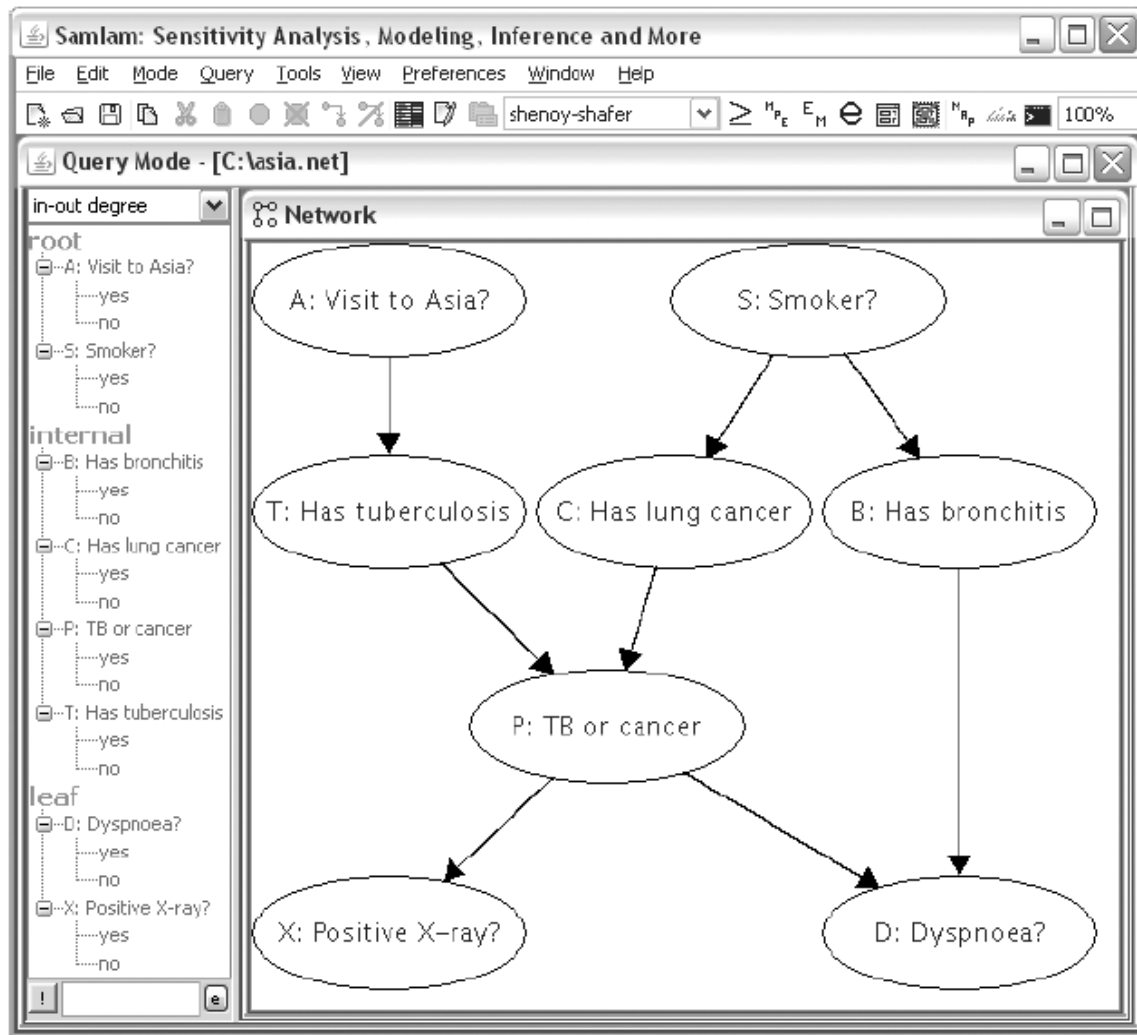 Samlam: Sensitivity Analysis, Modeling, Inference and More
File Edit Mode Query Tools View Preferences Window Help
shenoy-shafer
MPE
EM
MAP
100%
Query Mode - [C:\asia.net]
in-out degree
root
A: Visit to Asia?
yes
no
S: Smoker?
yes
no
internal
B: Has bronchitis
yes
no
C: Has lung cancer
yes
no
P: TB or cancer
yes
no
T: Has tuberculosis
yes
no
leaf
D: Dyspnoea?
yes
no
X: Positive X-ray?
yes
no
!
e
Network
A: Visit to Asia?
S: Smoker?
T: Has tuberculosis
C: Has lung cancer
B: Has bronchitis
P: TB or cancer
X: Positive X-ray?
D: Dyspnoea?